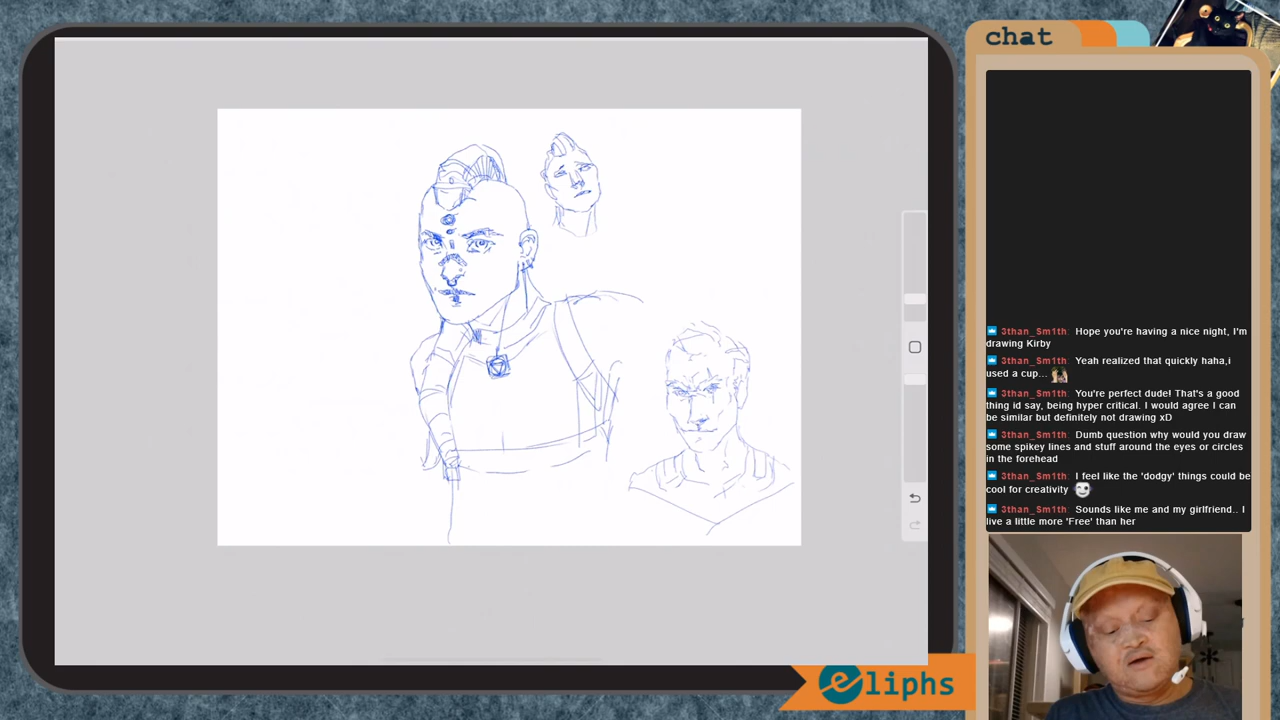 chat
3than_Sm1th: Hope you're having a nice night, I'm
drawing Kirby
3than_Sm1th: Yeah realized that quickly haha,i
used a cup...
3than_Sm1th: You're perfect dude! That's a good
thing id say, being hyper critical. I would agree I can
be similar but definitely not drawing xD
3than_Sm1th: Dumb question why would you draw
some spikey lines and stuff around the eyes or circles
in the forehead
3than_Sm1th: I feel like the 'dodgy' things could be
cool for creativity
3than_Sm1th: Sounds like me and my girlfriend.. I
live a little more 'Free' than her
eliphs